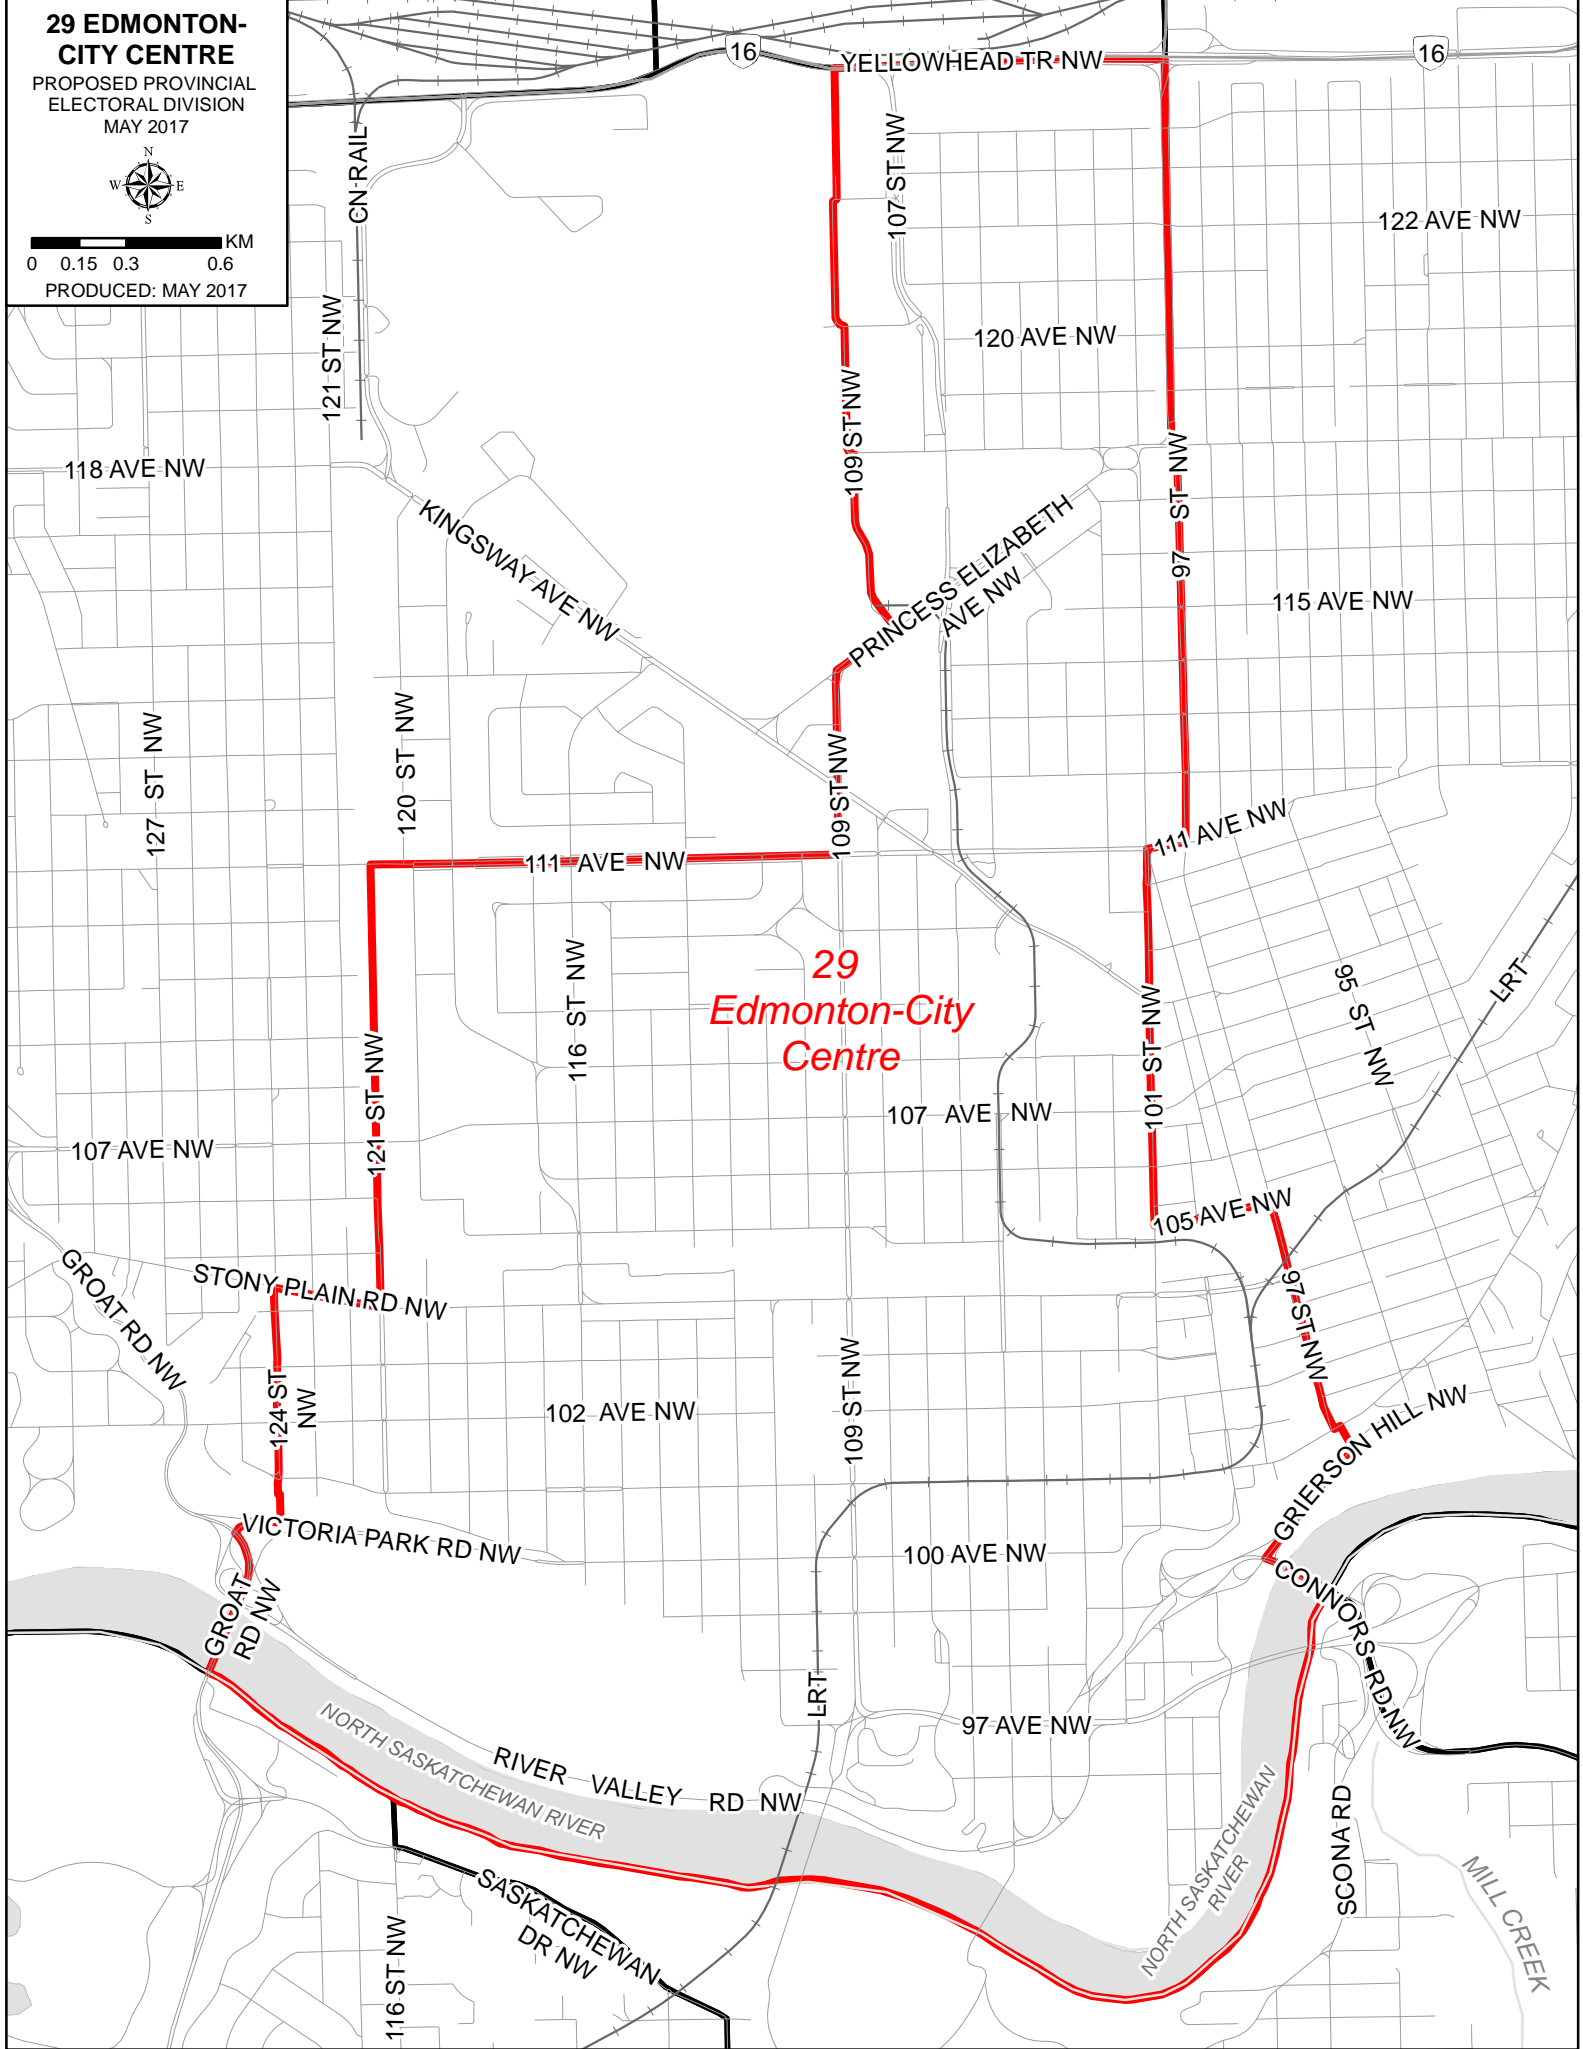 29 EDMONTON-
CITY CENTRE
PROPOSED PROVINCIAL
ELECTORAL DIVISION
MAY 2017
N
W
E
S
KM
0 0.15 0.3 0.6
PRODUCED: MAY 2017
16
YELLOWHEAD TR NW
16
CN RAIL
107 ST NW
122 AVE NW
121 ST NW
120 AVE NW
109 ST NW
118 AVE NW
97 ST NW
KINGSWAY AVE NW
PRINCESS ELIZABETH
AVE NW
115 AVE NW
127 ST NW
120 ST NW
109 ST NW
111 AVE NW
111 AVE NW
116 ST NW
29
Edmonton-City
Centre
95 ST NW
LRT
101 ST NW
121 ST NW
107 AVE NW
107 AVE NW
105 AVE NW
GROAT RD NW
STONY PLAIN RD NW
97 ST NW
124 ST
NW
102 AVE NW
109 ST NW
GRIERSON HILL NW
VICTORIA PARK RD NW
100 AVE NW
GROAT
RD NW
CONNORS RD NW
LRT
97 AVE NW
NORTH SASKATCHEWAN RIVER
RIVER VALLEY RD NW
NORTH SASKATCHEWAN
RIVER
SCONA RD
MILL CREEK
SASKATCHEWAN
DR NW
116 ST NW